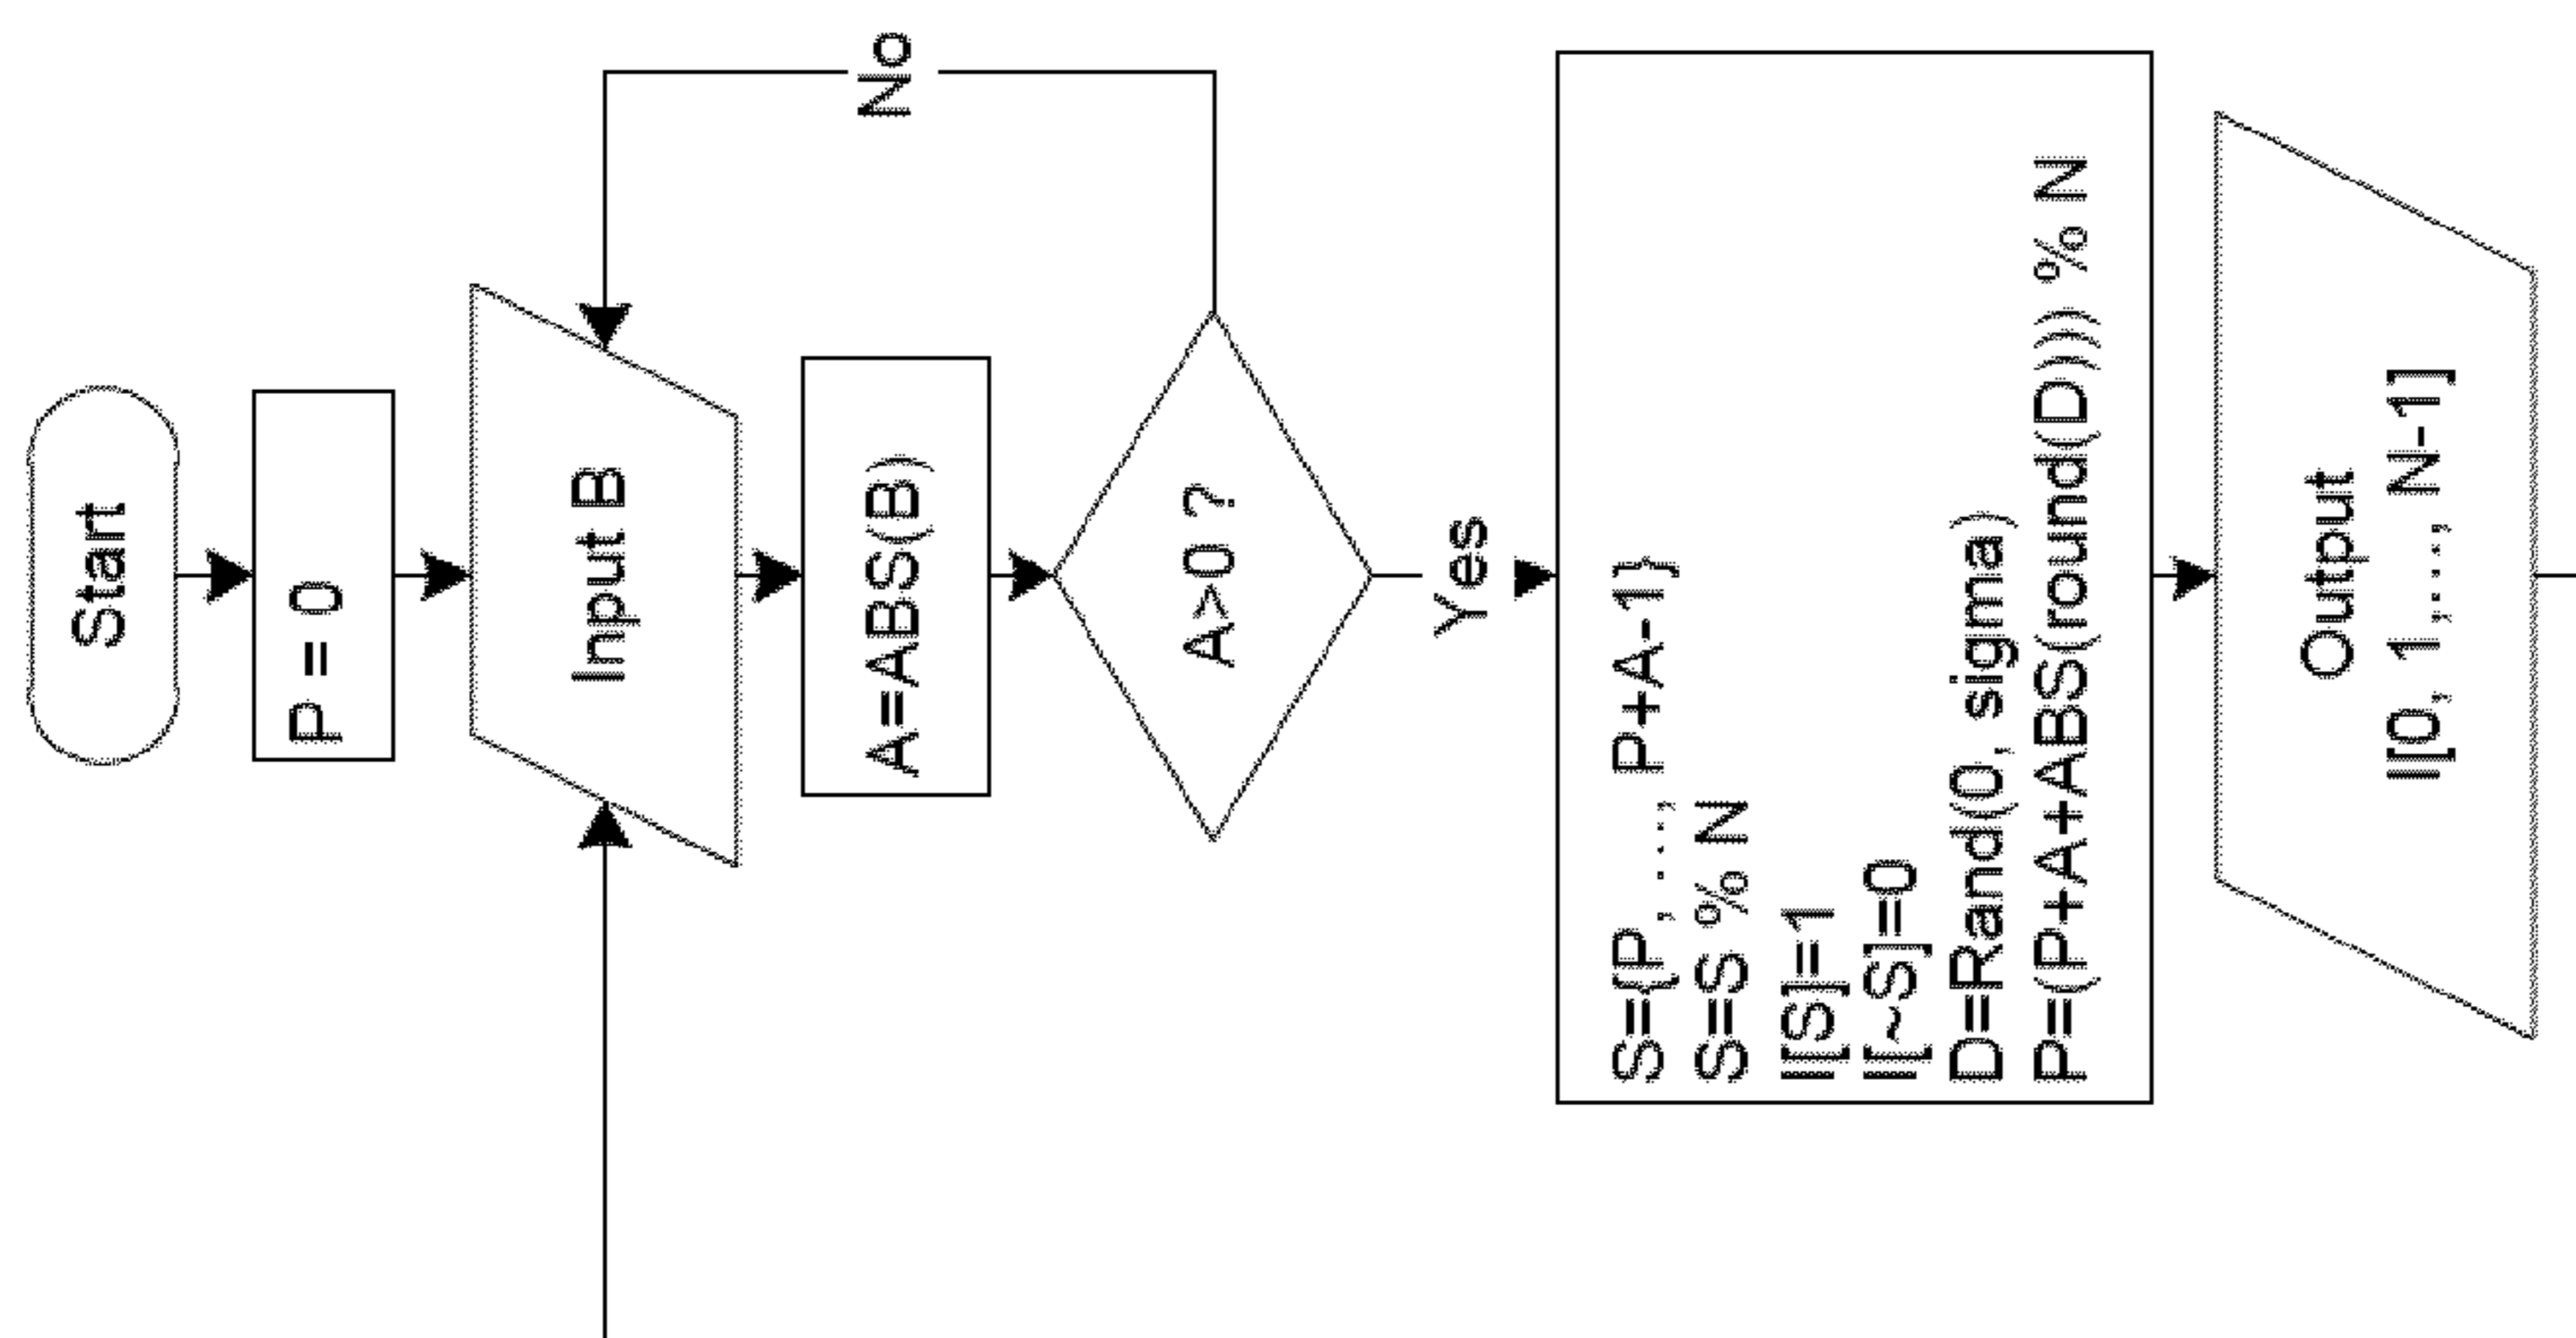 Start
P = 0
Input B
A=ABS(B)
A>0 ?
No
Yes
S={P, ..., P+A-1}
S=S % N
I[S]=1
I[~S]=0
D=Rand(0, sigma)
P=(P+A+ABS(round(D))) % N
Output
I[0, 1,...., N-1]